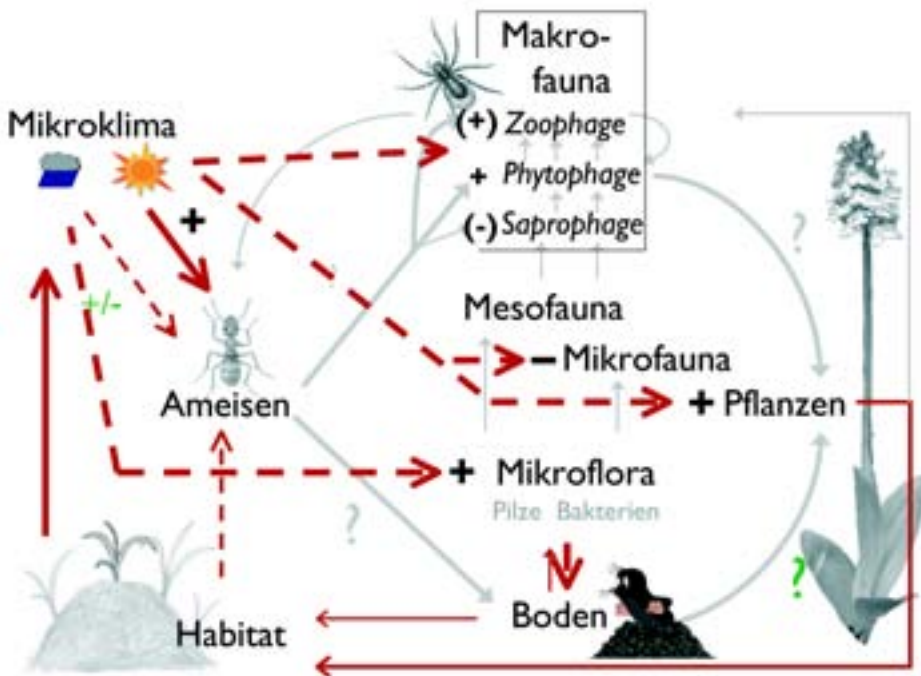 Makro-
fauna
(+) Zoophage
+ Phytophage
(-) Saprophage
Mikroklima
+
?
+/-
Mesofauna
– Mikrofauna
Ameisen
+ Pflanzen
+ Mikroflora
Pilze Bakterien
?
?
Boden
Habitat